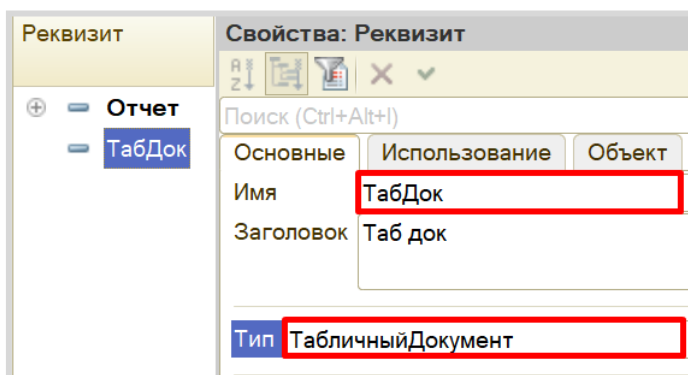 Реквизит
Свойства: Реквизит
Поиск (Ctrl+Alt+I)
Отчет
ТабДок
Основные Использование Объект
Имя ТабДок
Заголовок Таб док
Тип ТабличныйДокумент